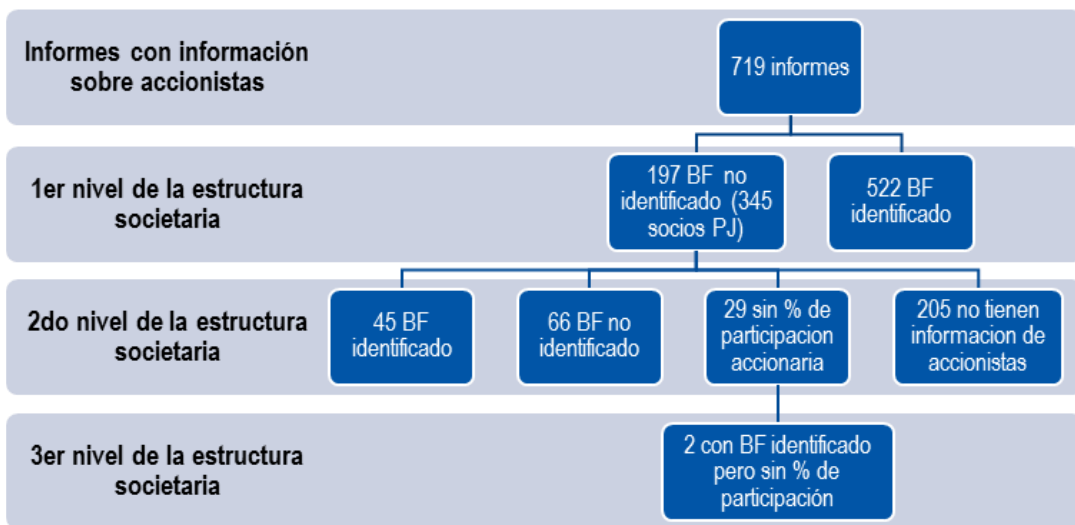 Informes con información
sobre accionistas
719 informes
1er nivel de la estructura
societaria
197 BF no
identificado (345
socios PJ)
522 BF
identificado
2do nivel de la estructura
societaria
45 BF
identificado
66 BF no
identificado
29 sin % de
participacion
accionaria
205 no tienen
informacion de
accionistas
3er nivel de la estructura
societaria
2 con BF identificado
pero sin % de
participación